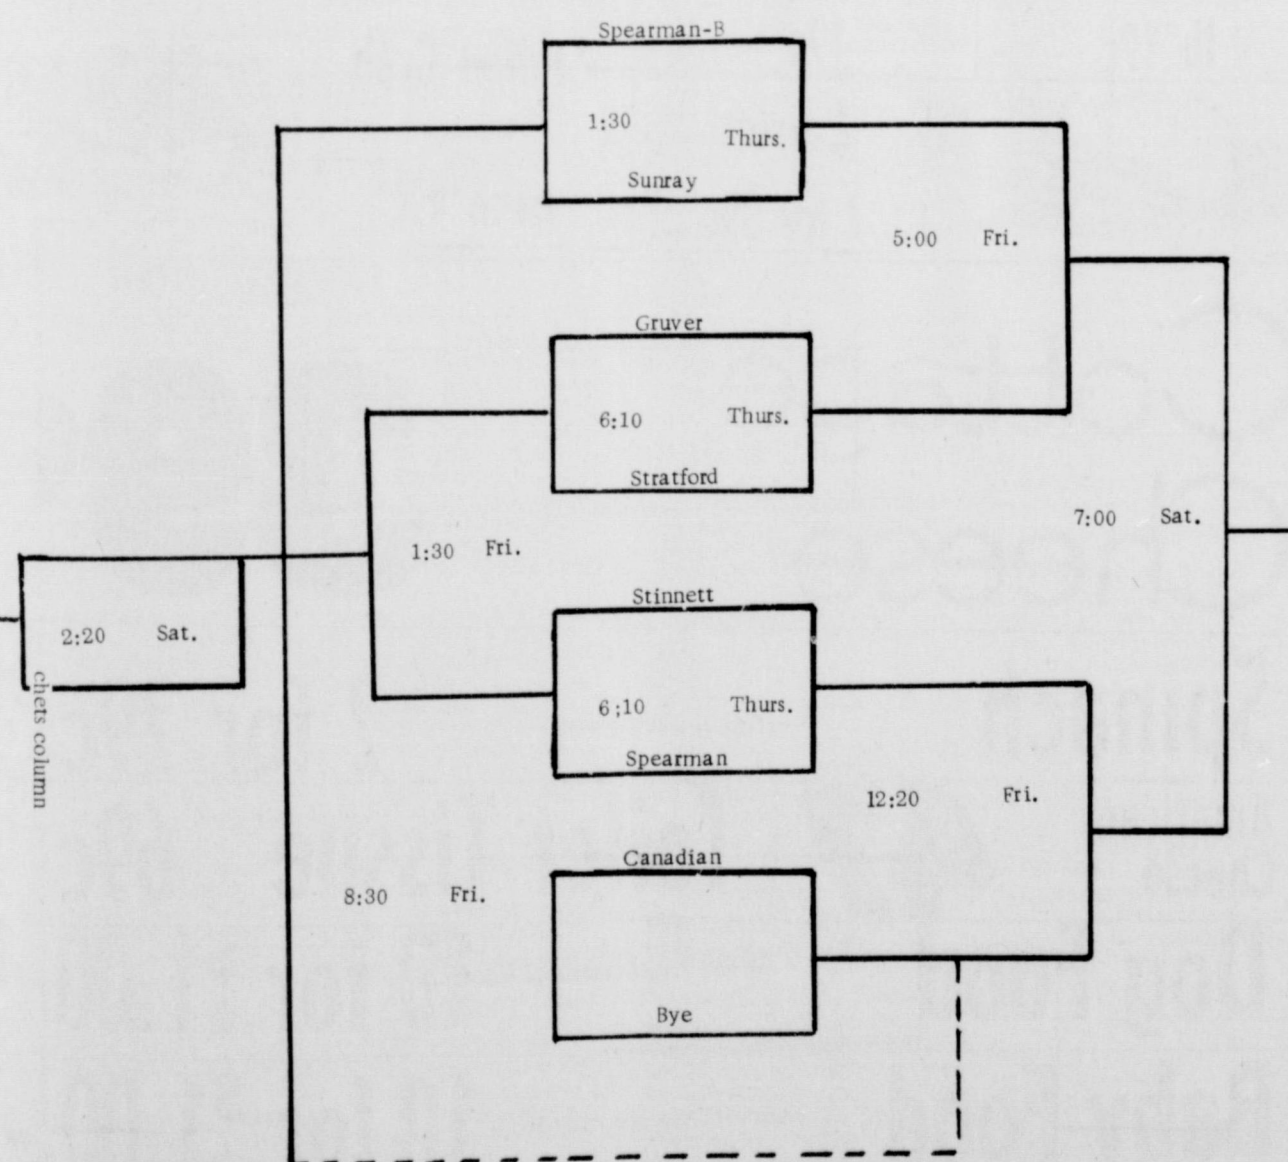 Spearman-B
1:30 Thurs.
Sunray
5:00 Fri.
Gruver
6:10 Thurs.
Stratford
7:00 Sat.
1:30 Fri.
Stinnett
2:20 Sat.
chets column
6;10 Thurs.
Spearman
12:20 Fri.
Canadian
8:30 Fri.
Bye